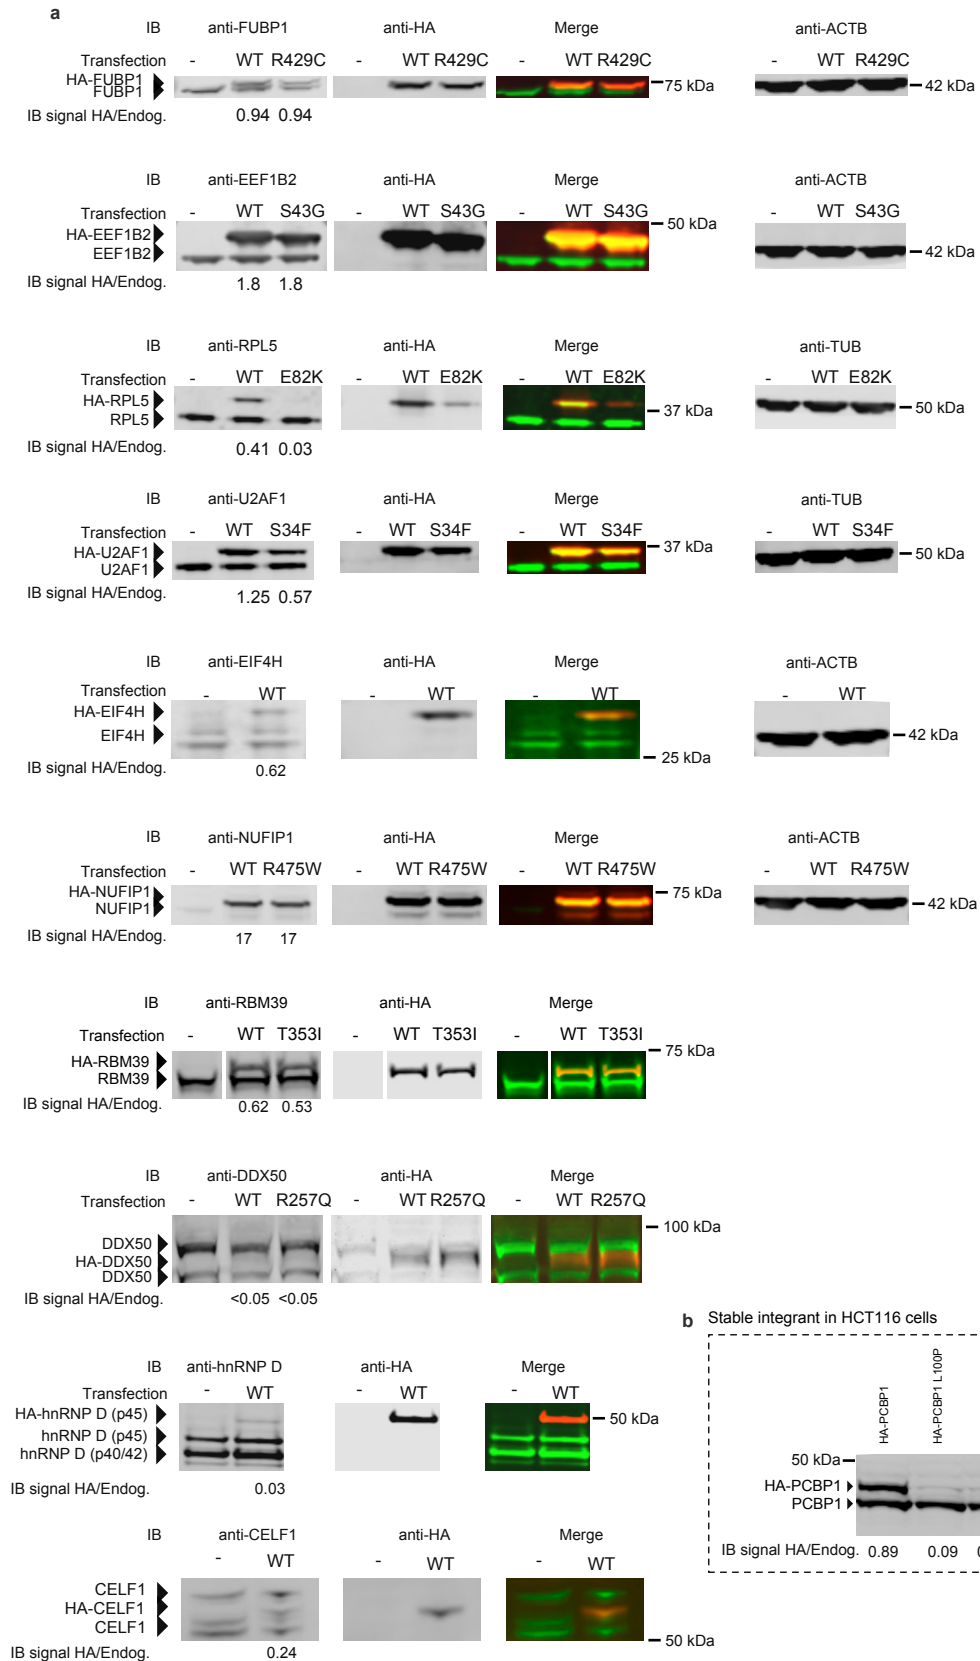 a
IB anti-FUBP1 anti-HA Merge anti-ACTB
Transfection - WT R429C - WT R429C - WT R429C - WT R429C
HA-FUBP1
FUBP1
75 kDa
42 kDa
IB signal HA/Endog. 0.94 0.94
IB anti-EEF1B2 anti-HA Merge anti-ACTB
Transfection - WT S43G - WT S43G - WT S43G - WT S43G
50 kDa
HA-EEF1B2
EEF1B2
42 kDa
IB signal HA/Endog. 1.8 1.8
IB anti-RPL5 anti-HA Merge anti-TUB
Transfection - WT E82K - WT E82K - WT E82K - WT E82K
HA-RPL5
RPL5
37 kDa
50 kDa
IB signal HA/Endog. 0.41 0.03
IB anti-U2AF1 anti-HA Merge anti-TUB
Transfection - WT S34F - WT S34F - WT S34F - WT S34F
HA-U2AF1
U2AF1
37 kDa
50 kDa
IB signal HA/Endog. 1.25 0.57
IB anti-EIF4H anti-HA Merge anti-ACTB
Transfection - WT - WT - WT - WT
HA-EIF4H
EIF4H
42 kDa
25 kDa
IB signal HA/Endog. 0.62
IB anti-NUFIP1 anti-HA Merge anti-ACTB
Transfection - WT R475W - WT R475W - WT R475W - WT R475W
HA-NUFIP1
NUFIP1
75 kDa
42 kDa
IB signal HA/Endog. 17 17
IB anti-RBM39 anti-HA Merge
Transfection - WT T353I - WT T353I - WT T353I
75 kDa
HA-RBM39
RBM39
IB signal HA/Endog. 0.62 0.53
IB anti-DDX50 anti-HA Merge
Transfection - WT R257Q - WT R257Q - WT R257Q
100 kDa
DDX50
HA-DDX50
DDX50
IB signal HA/Endog. <0.05 <0.05
IB anti-hnRNP D anti-HA Merge
Transfection - WT - WT - WT
HA-hnRNP D (p45)
50 kDa
hnRNP D (p45)
hnRNP D (p40/42)
IB signal HA/Endog. 0.03
IB anti-CELF1 anti-HA Merge
- WT - WT - WT
CELF1
HA-CELF1
CELF1
50 kDa
IB signal HA/Endog. 0.24
b Stable integrant in HCT116 cells
HA-PCBP1
HA-PCBP1 L100P
50 kDa
HA-PCBP1
PCBP1
IB signal HA/Endog. 0.89 0.09